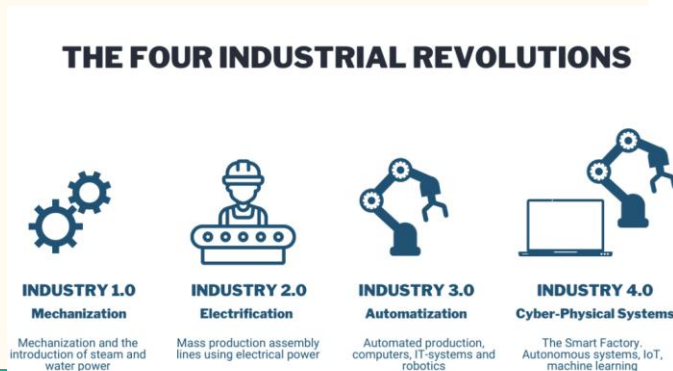 THE FOUR INDUSTRIAL REVOLUTIONS
INDUSTRY 1.0
Mechanization
Mechanization and the
introduction of steam and
water power
INDUSTRY 2.0
Electrification
Mass production assembly
lines using electrical power
INDUSTRY 3.0
Automatization
Automated production,
computers, IT-systems and
robotics
INDUSTRY 4.0
Cyber-Physical Systems
The Smart Factory.
Autonomous systems, IoT,
machine learning